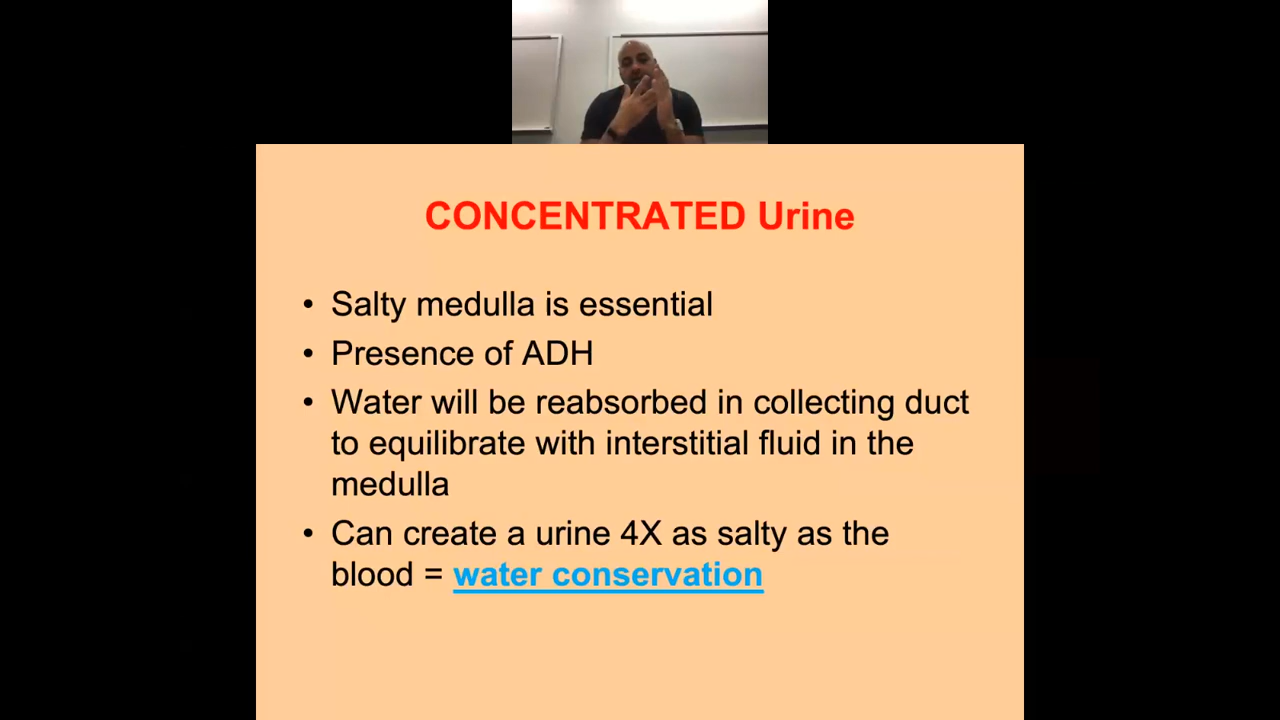 CONCENTRATED Urine
• Salty medulla is essential
• Presence of ADH
• Water will be reabsorbed in collecting duct
to equilibrate with interstitial fluid in the
medulla
• Can create a urine 4X as salty as the
blood = water conservation